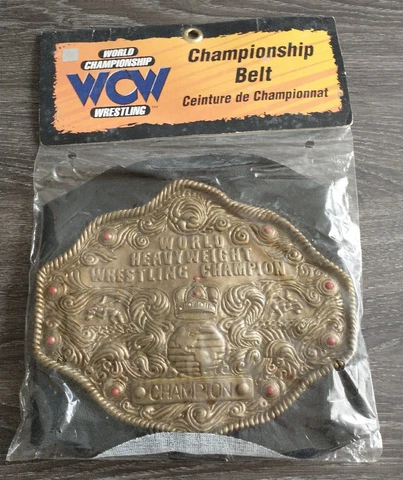 WORLD
CHAMPIONSHIP
WCW
WRESTLING
Championship
Belt
Ceinture de Championnat
WORLD
HEAVYWEIGHT
WRESTLING CHAMPION
CHAMPION